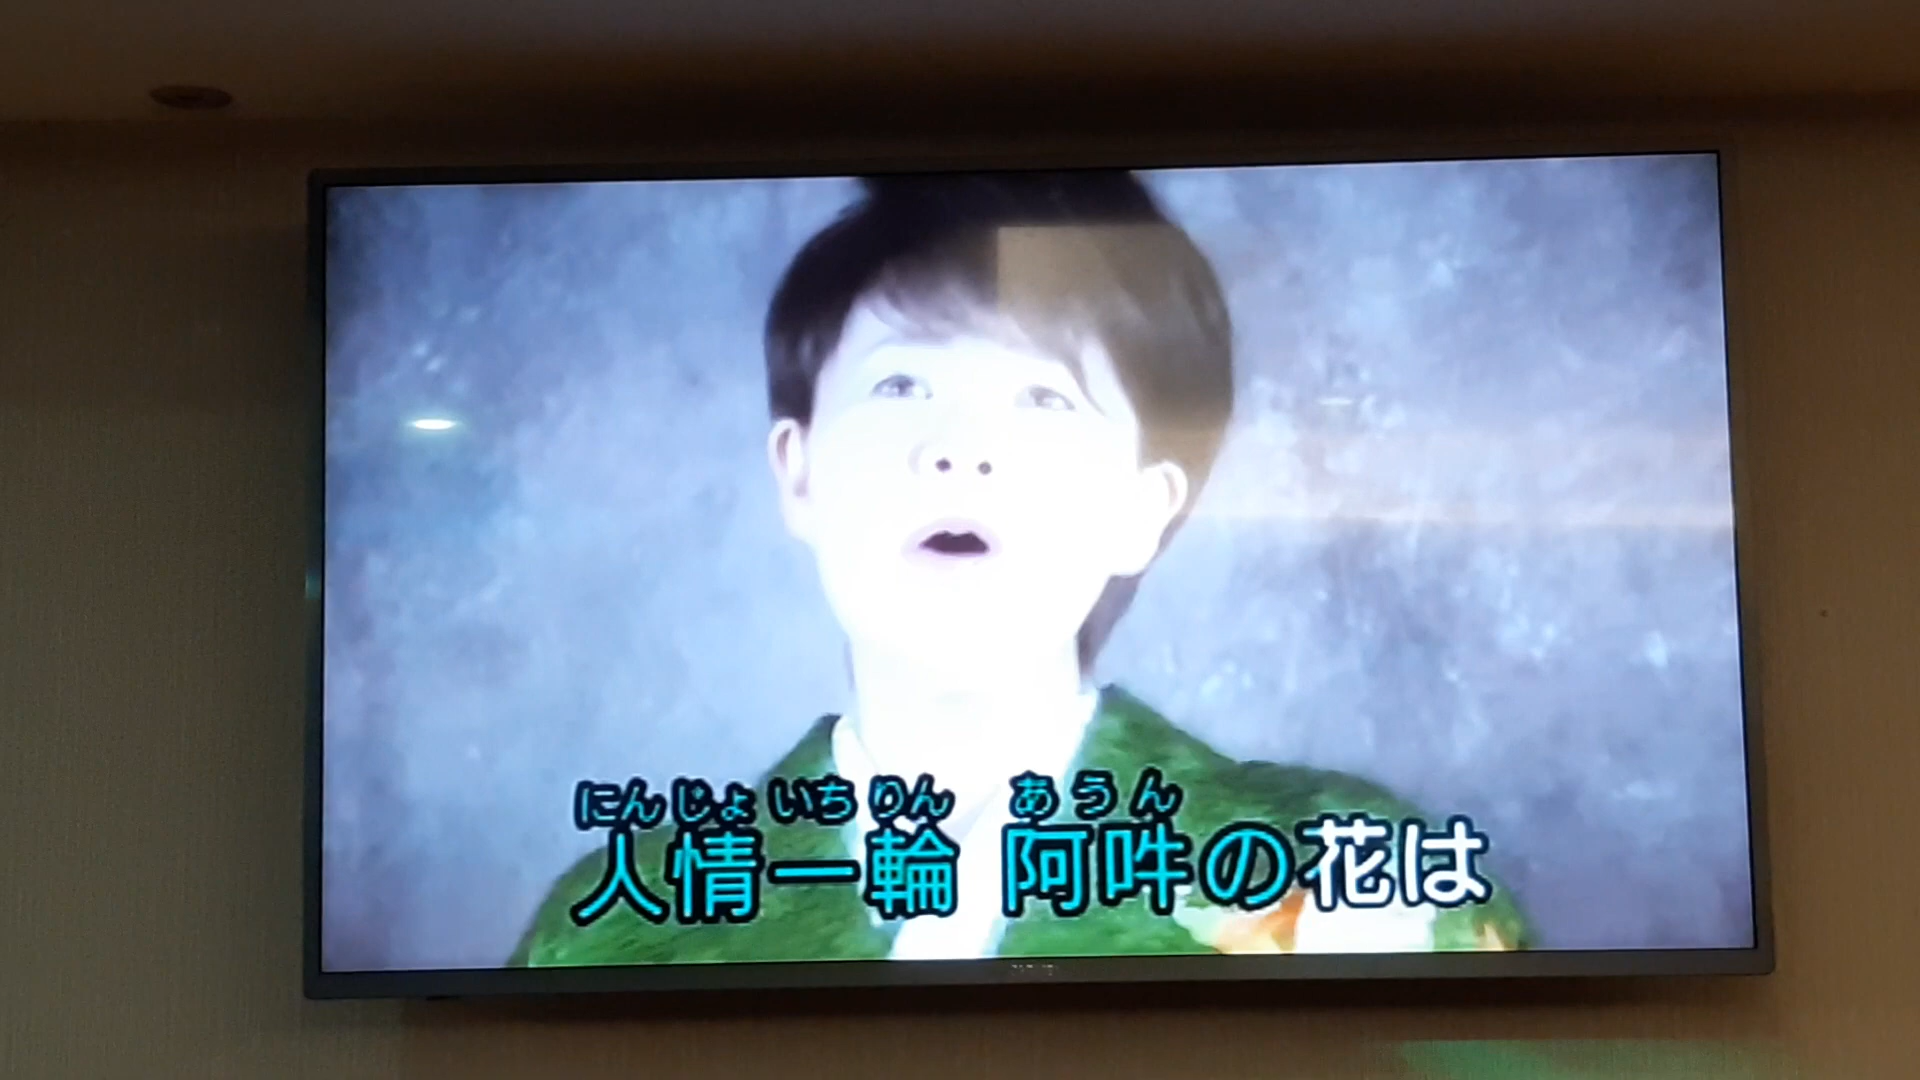 にんじょ いちりん あうん
人情一輪 阿吽の花は